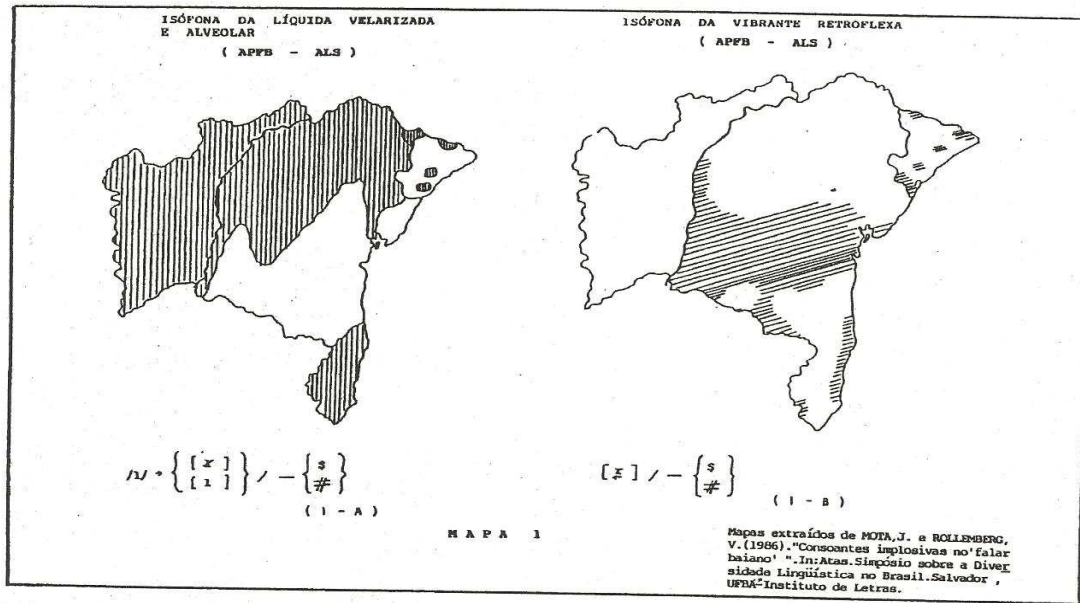 ISÓFONA DA LÍQUIDA VELARIZADA
E ALVEOLAR
( APFB - ALS )
ISÓFONA DA VIBRANTE RETROFLEXA
( APFB - ALS )
/ — { $ # }
( 1 - A )
/ — { $ # }
( 1 - B )
MAPA 1
Mapas extraídos de MOTA,J. e ROLLEMBERG,
V.(1986)."Consoantes implosivas no'falar
baiano' ".In:Atas.Simpósio sobre a Diver
sidade Lingüística no Brasil.Salvador ,
UFBA-Instituto de Letras.